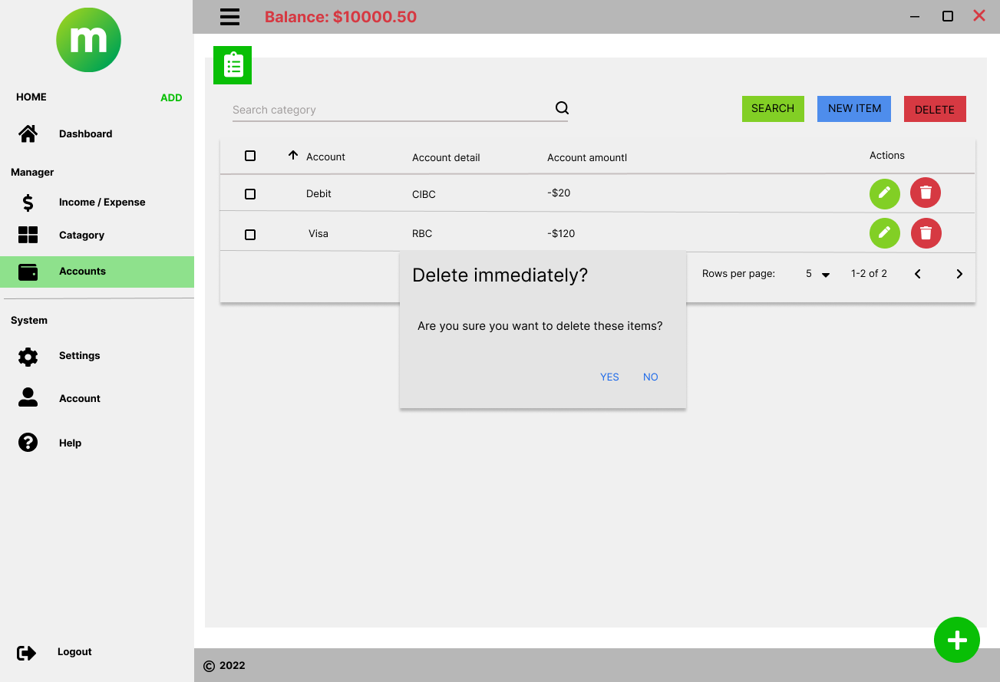 m
Balance: $10000.50
HOME
ADD
Dashboard
Manager
Income / Expense
Catagory
Accounts
System
Settings
Account
Help
Logout
Search category
SEARCH
NEW ITEM
DELETE
Account
Account detail
Account amountl
Actions
Debit
CIBC
-$20
Visa
RBC
-$120
Rows per page:
5
1-2 of 2
Delete immediately?
Are you sure you want to delete these items?
YES
NO
© 2022